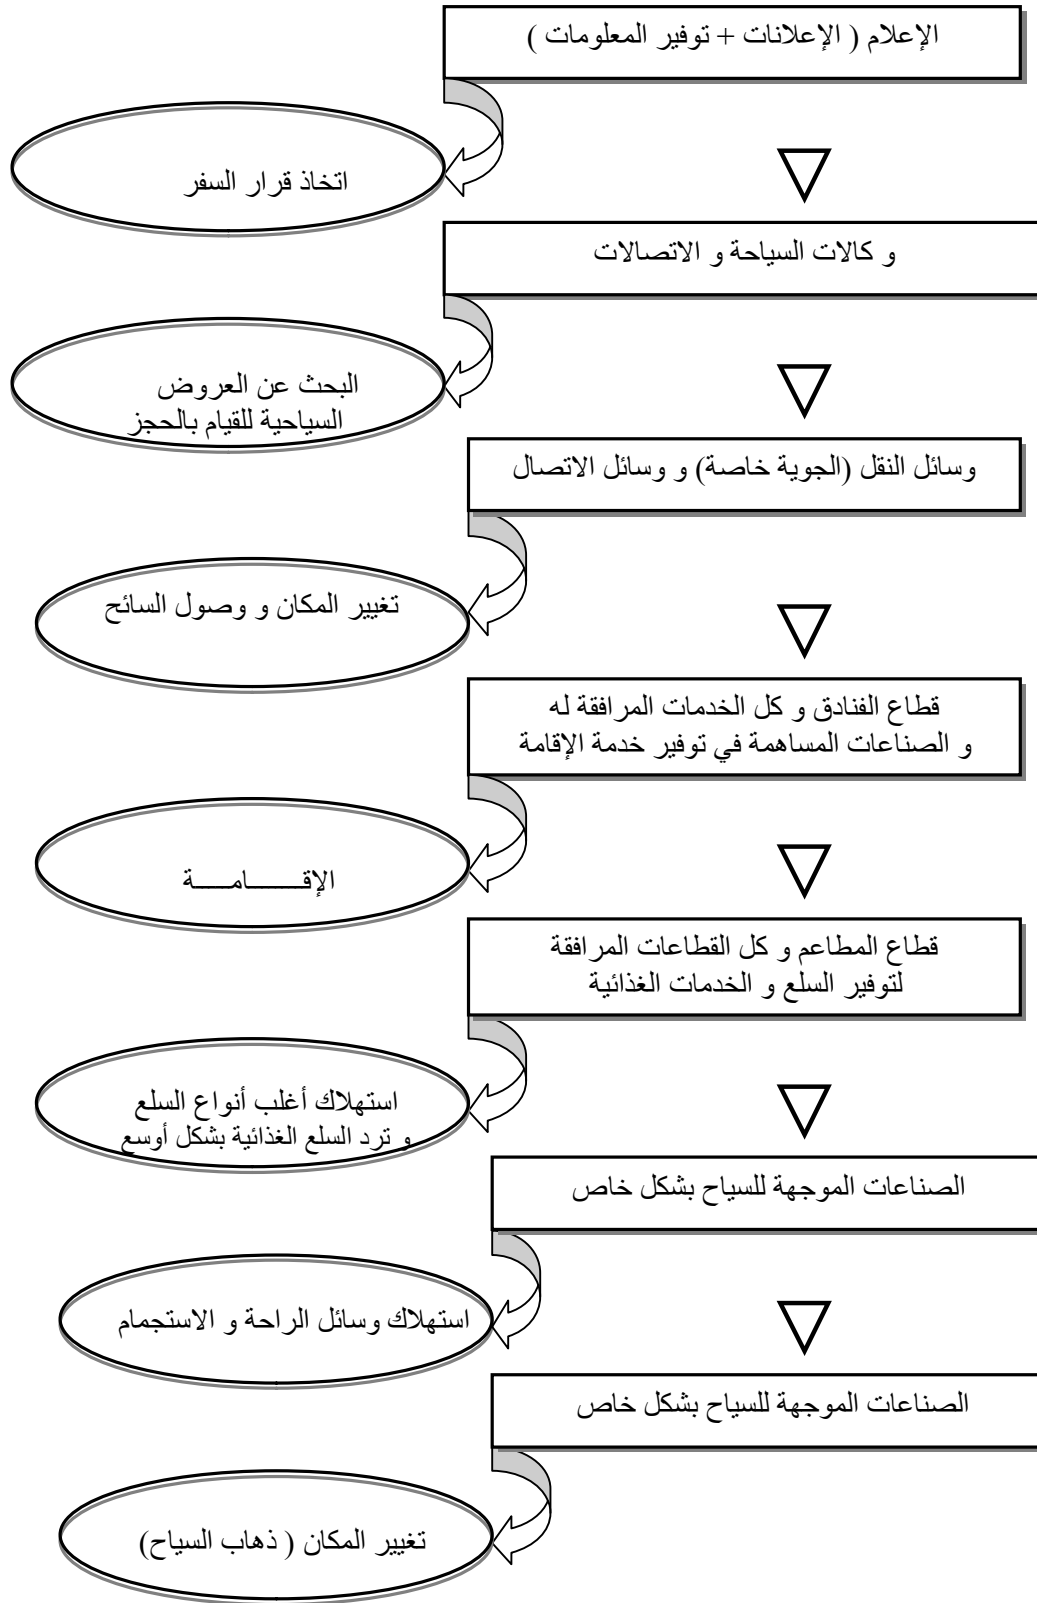 الإعلام ( الإعلانات + توفير المعلومات )
اتخاذ قرار السفر
و كالات السياحة و الاتصالات
البحث عن العروض
السياحية للقيام بالحجز
وسائل النقل (الجوية خاصة) و وسائل الاتصال
تغيير المكان و وصول السائح
قطاع الفنادق و كل الخدمات المرافقة له
و الصناعات المساهمة في توفير خدمة الإقامة
الإقـــــامـــــة
قطاع المطاعم و كل القطاعات المرافقة
لتوفير السلع و الخدمات الغذائية
استهلاك أغلب أنواع السلع
و ترد السلع الغذائية بشكل أوسع
الصناعات الموجهة للسياح بشكل خاص
استهلاك وسائل الراحة و الاستجمام
الصناعات الموجهة للسياح بشكل خاص
تغيير المكان ( ذهاب السياح)